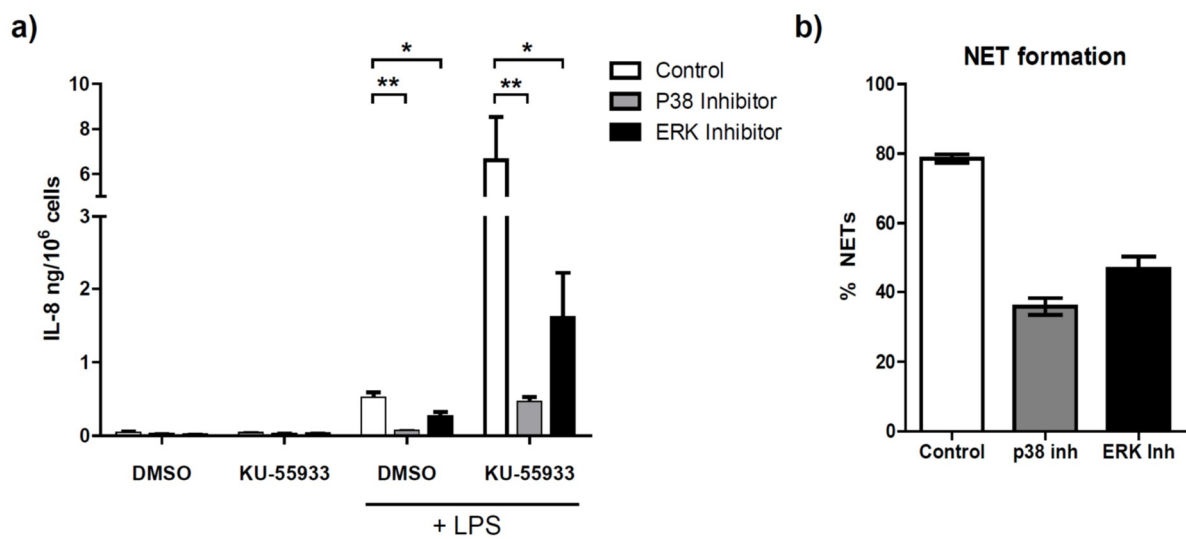 a)
b)
NET formation
* *
** **
Control
P38 Inhibitor
ERK Inhibitor
IL-8 ng/10⁶ cells
10
8
6
3
2
1
0
DMSO KU-55933 DMSO KU-55933
+ LPS
% NETs
100
80
60
40
20
0
Control p38 inh ERK Inh